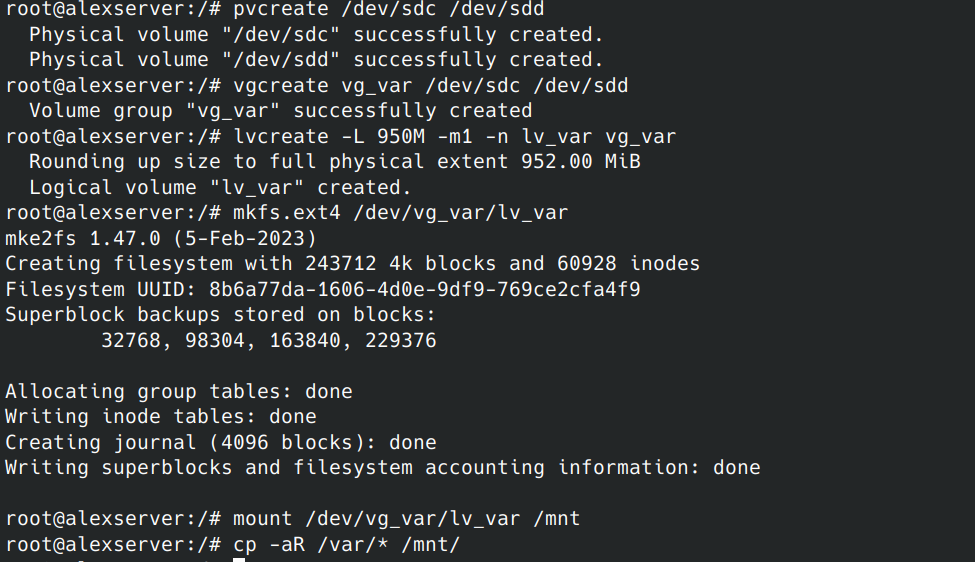 root@alexserver:/# pvcreate /dev/sdc /dev/sdd
  Physical volume "/dev/sdc" successfully created.
  Physical volume "/dev/sdd" successfully created.
root@alexserver:/# vgcreate vg_var /dev/sdc /dev/sdd
  Volume group "vg_var" successfully created
root@alexserver:/# lvcreate -L 950M -m1 -n lv_var vg_var
  Rounding up size to full physical extent 952.00 MiB
  Logical volume "lv_var" created.
root@alexserver:/# mkfs.ext4 /dev/vg_var/lv_var
mke2fs 1.47.0 (5-Feb-2023)
Creating filesystem with 243712 4k blocks and 60928 inodes
Filesystem UUID: 8b6a77da-1606-4d0e-9df9-769ce2cfa4f9
Superblock backups stored on blocks:
        32768, 98304, 163840, 229376

Allocating group tables: done
Writing inode tables: done
Creating journal (4096 blocks): done
Writing superblocks and filesystem accounting information: done

root@alexserver:/# mount /dev/vg_var/lv_var /mnt
root@alexserver:/# cp -aR /var/* /mnt/